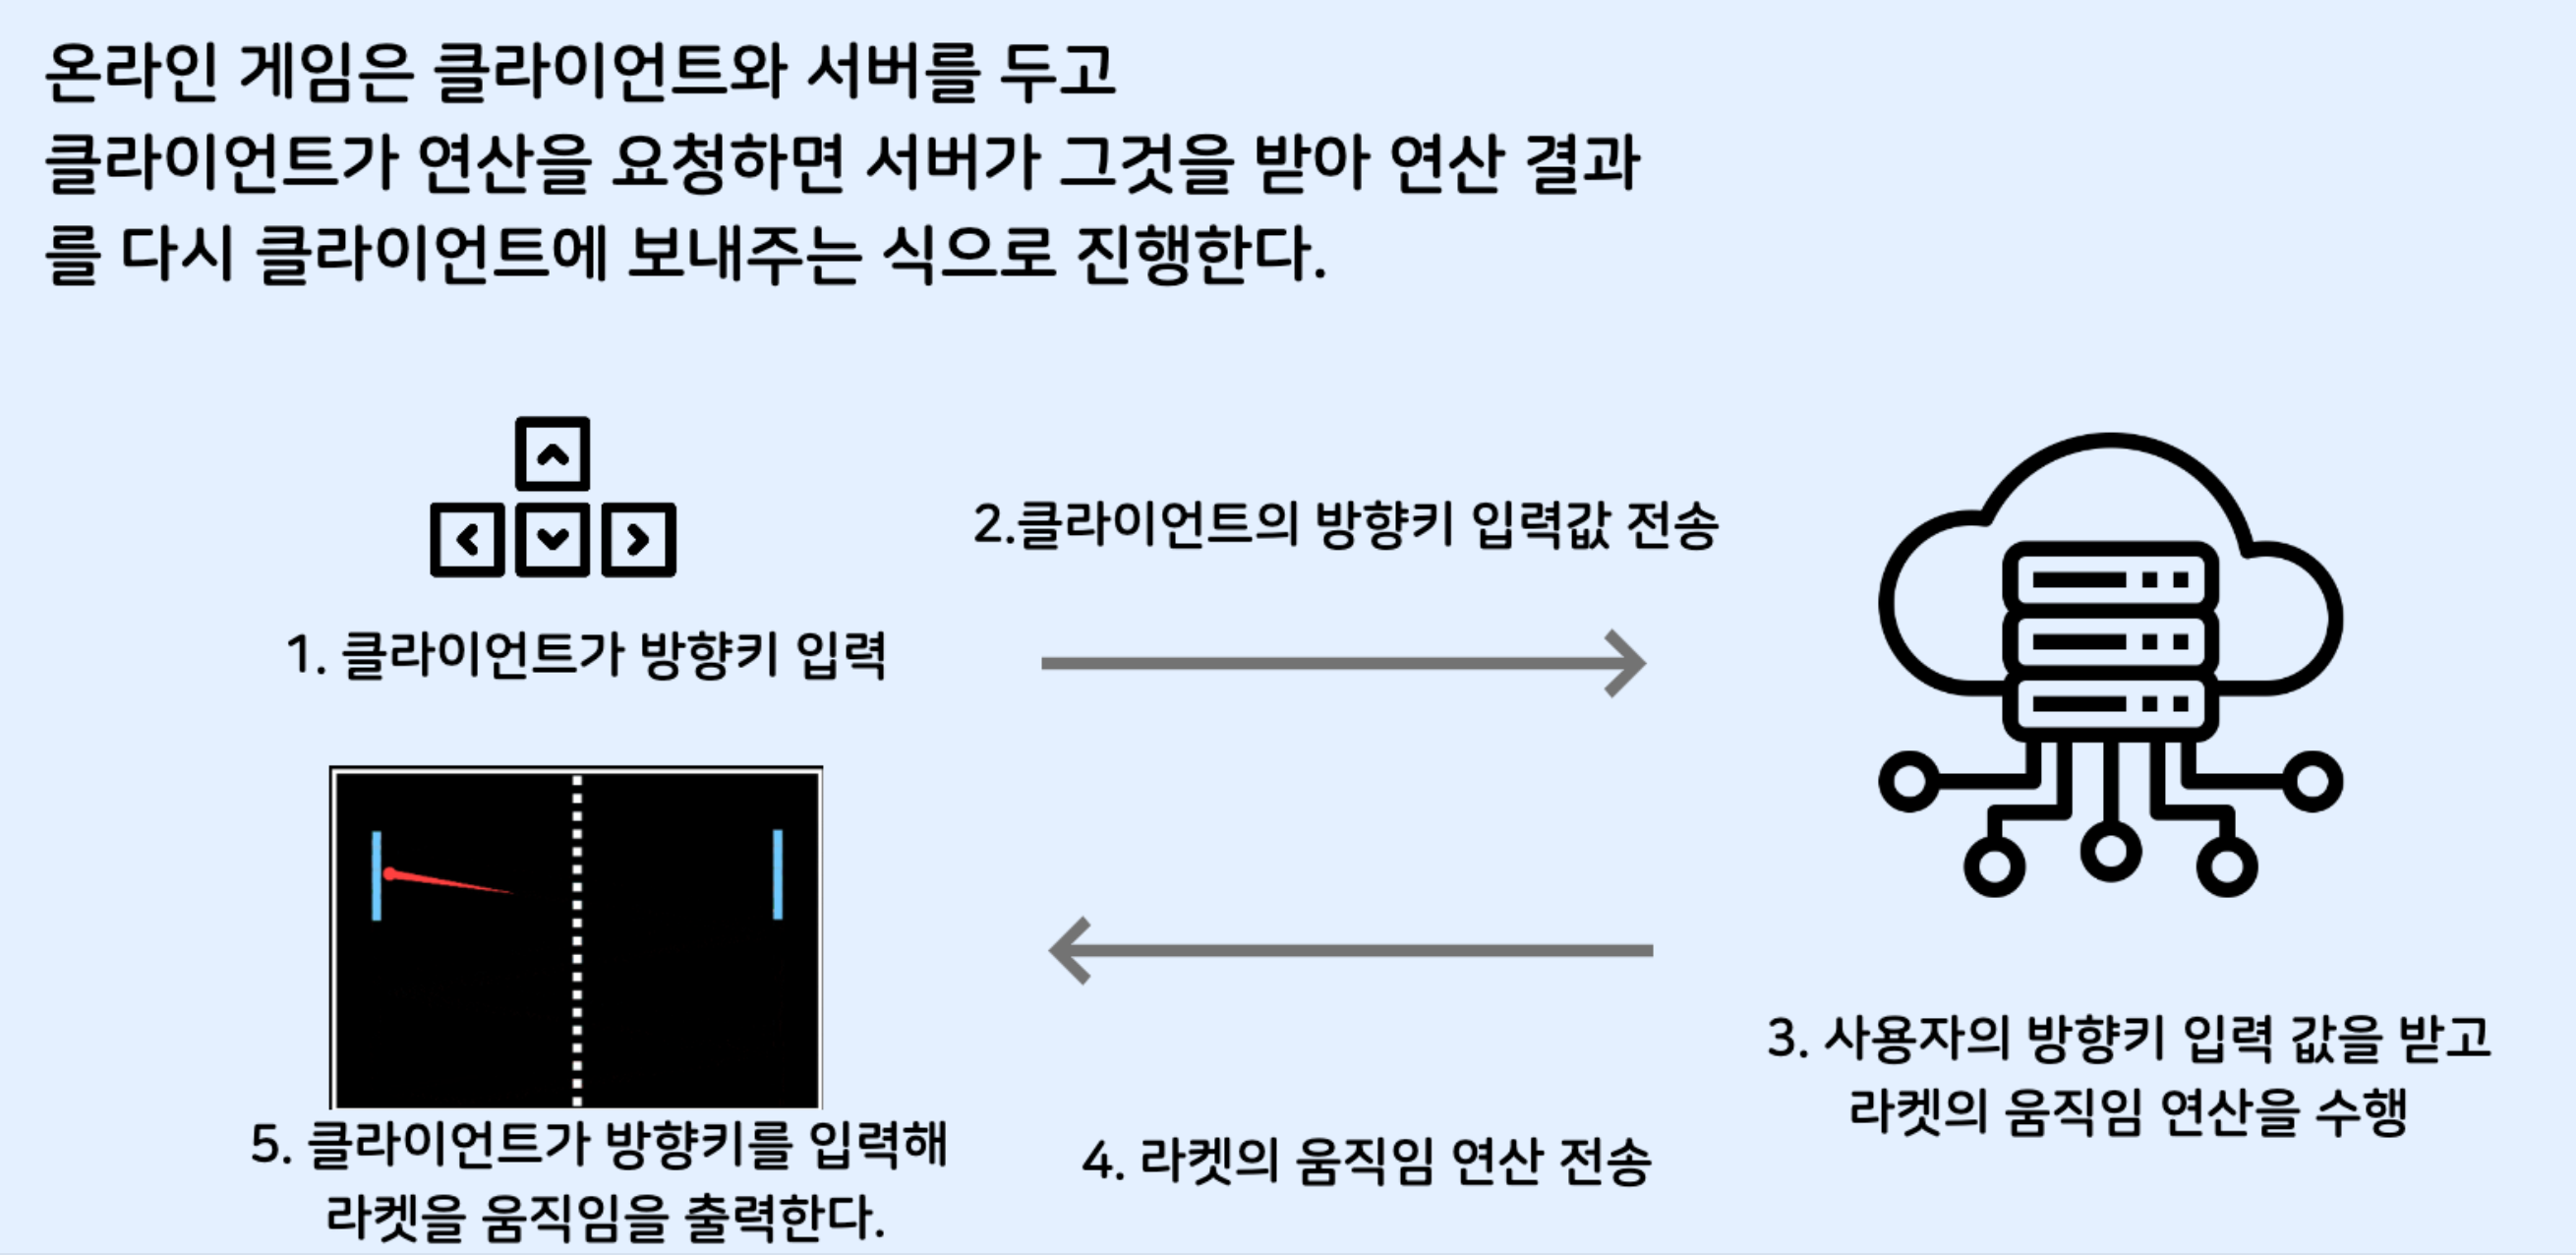 온라인 게임은 클라이언트와 서버를 두고
클라이언트가 연산을 요청하면 서버가 그것을 받아 연산 결과
를 다시 클라이언트에 보내주는 식으로 진행한다.
1. 클라이언트가 방향키 입력
2.클라이언트의 방향키 입력값 전송
3. 사용자의 방향키 입력 값을 받고
라켓의 움직임 연산을 수행
4. 라켓의 움직임 연산 전송
5. 클라이언트가 방향키를 입력해
라켓을 움직임을 출력한다.